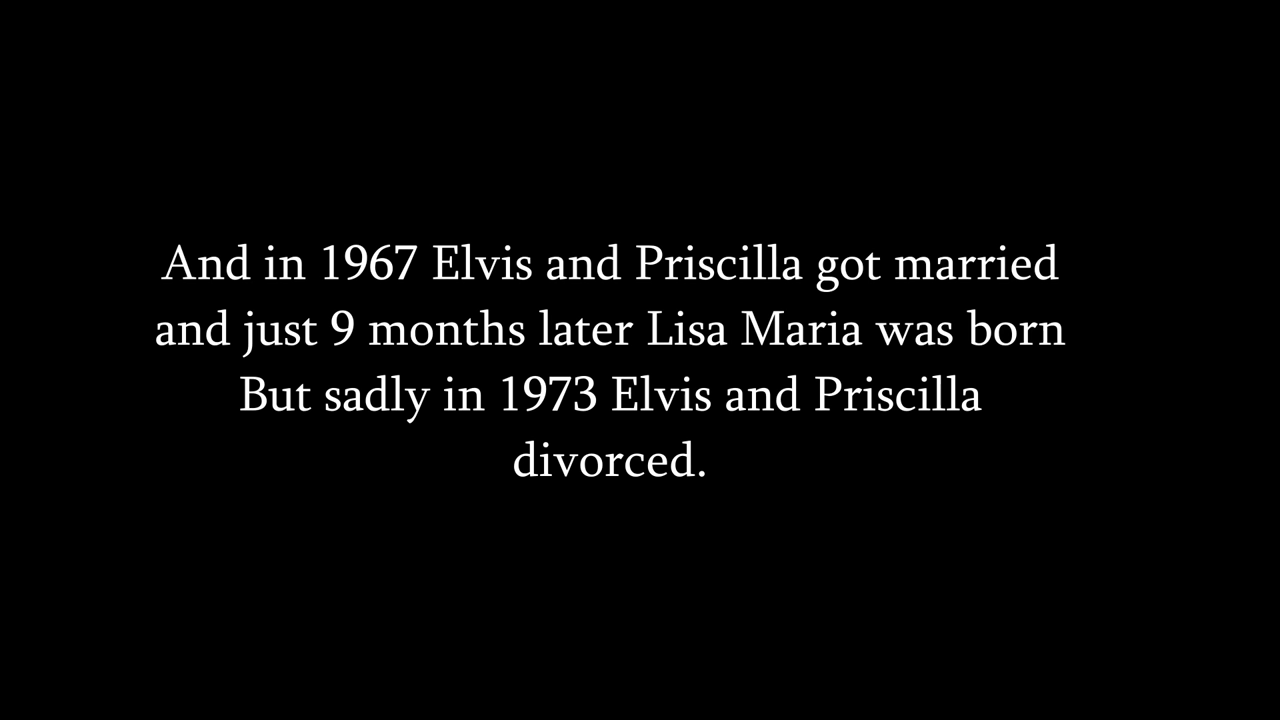 And in 1967 Elvis and Priscilla got married
and just 9 months later Lisa Maria was born
But sadly in 1973 Elvis and Priscilla
divorced.